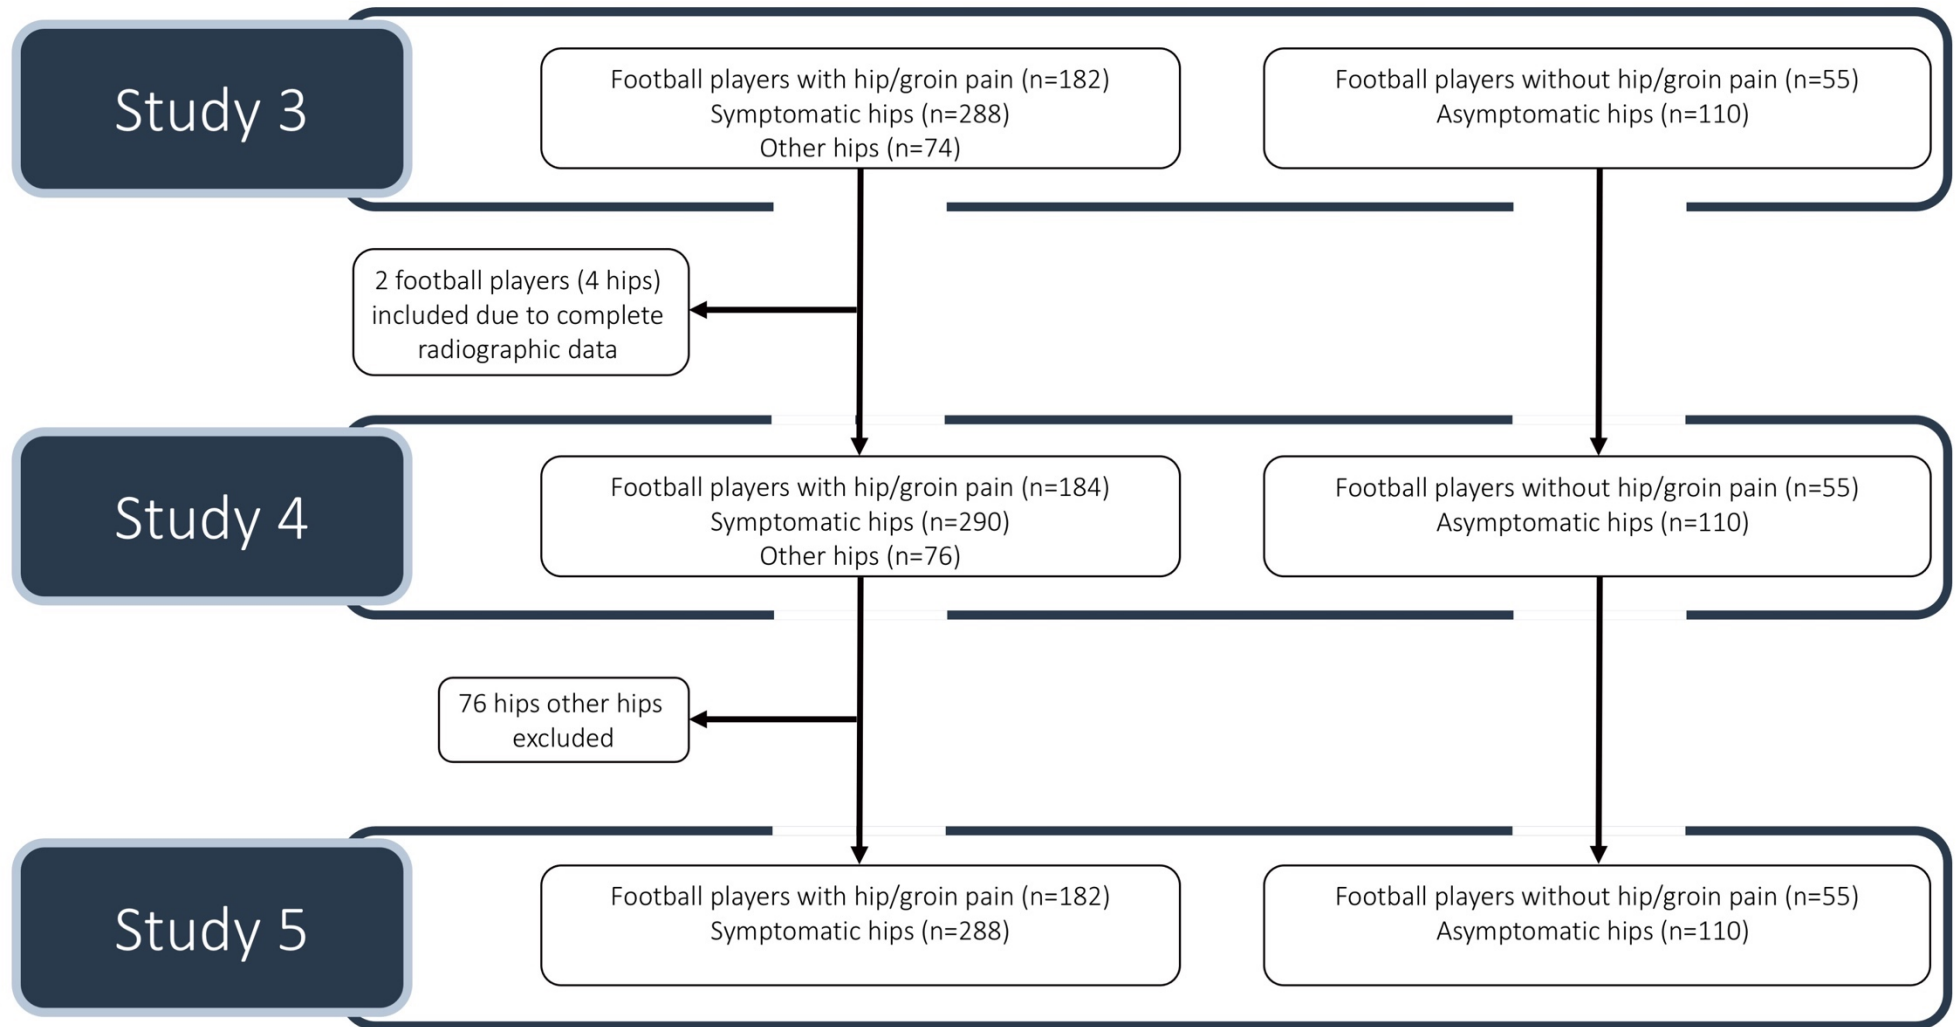 Study 3
Football players with hip/groin pain (n=182)
Symptomatic hips (n=288)
Other hips (n=74)
Football players without hip/groin pain (n=55)
Asymptomatic hips (n=110)
2 football players (4 hips)
included due to complete
radiographic data
Study 4
Football players with hip/groin pain (n=184)
Symptomatic hips (n=290)
Other hips (n=76)
Football players without hip/groin pain (n=55)
Asymptomatic hips (n=110)
76 hips other hips
excluded
Study 5
Football players with hip/groin pain (n=182)
Symptomatic hips (n=288)
Football players without hip/groin pain (n=55)
Asymptomatic hips (n=110)